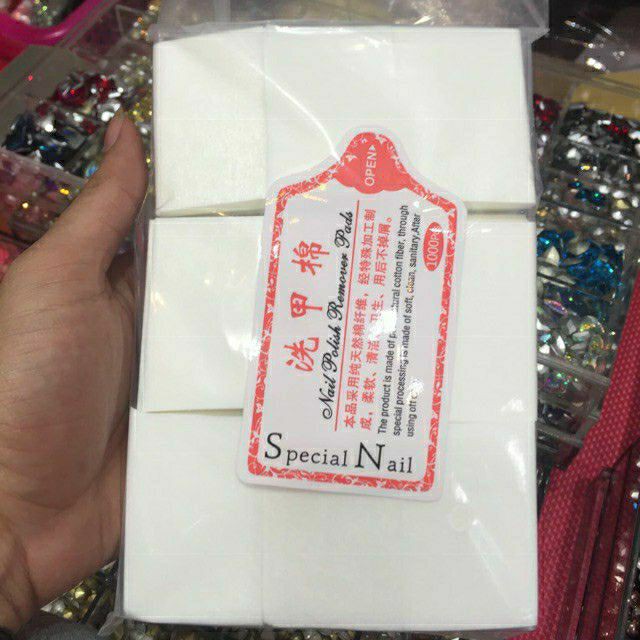 OPEN
洗甲棉
Nail Polish Remover Pads
本品采用纯天然棉纤维，经特殊加工制
成，柔软、清洁、卫生、用后不掉屑。
The product is made of natural cotton fiber, through
special processing is made of soft, clean, sanitary,After
using off
Special Nail